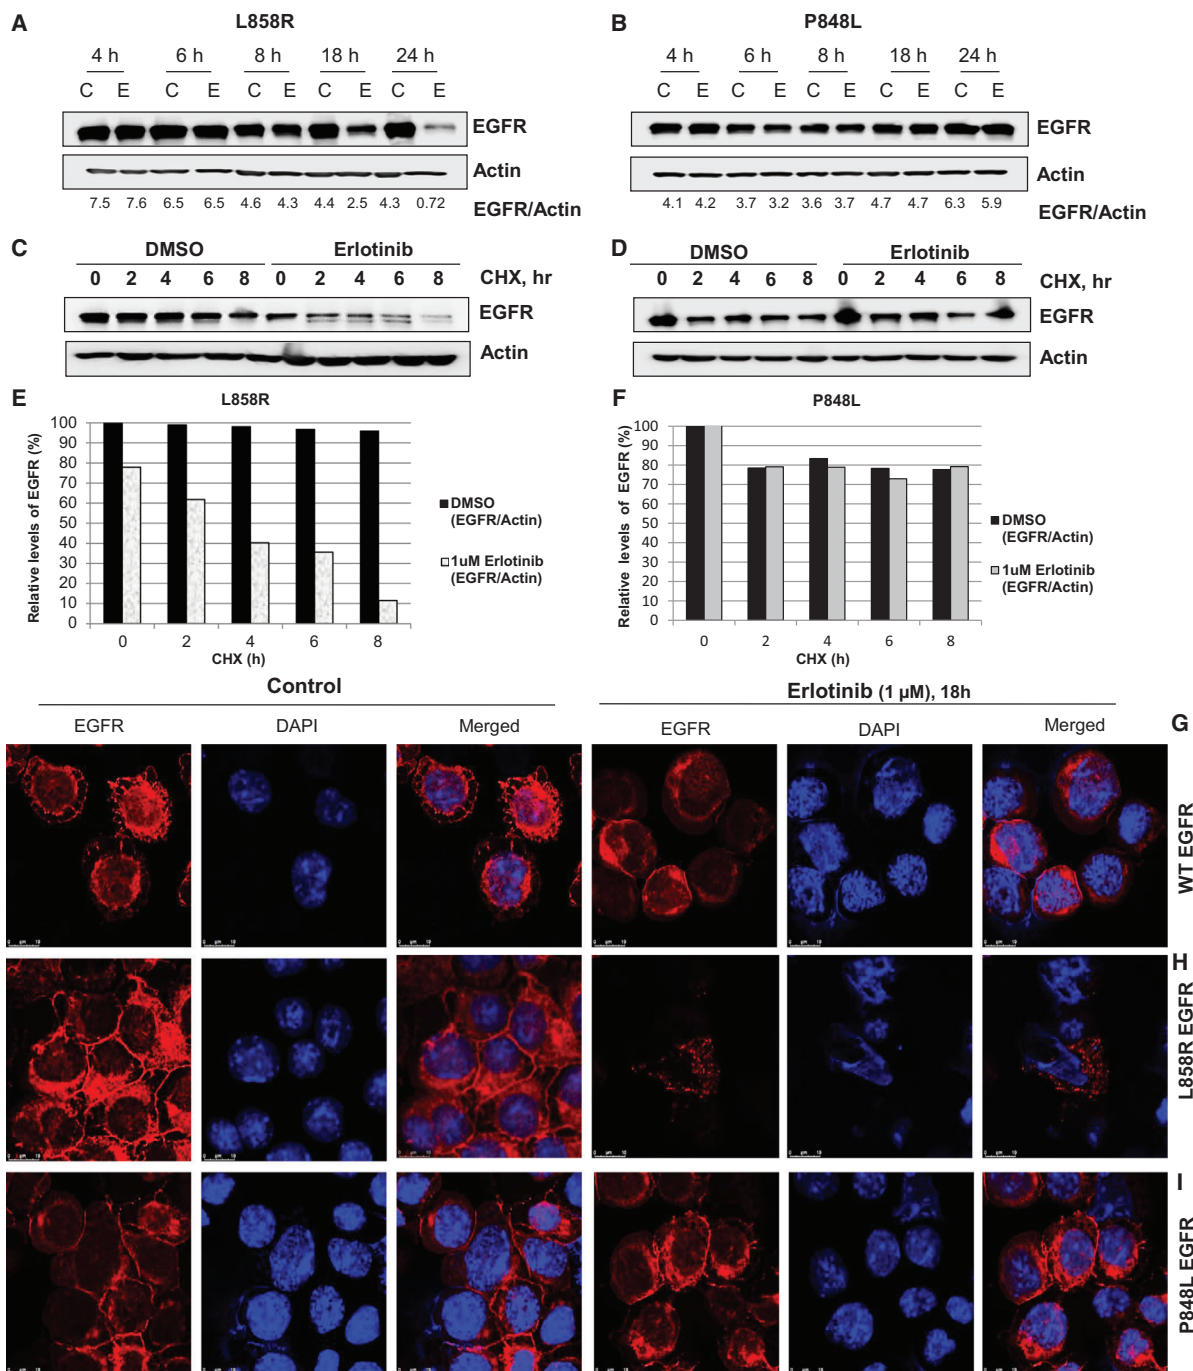 A
L858R
4 h 6 h 8 h 18 h 24 h
C E C E C E C E C E
EGFR
Actin
7.5 7.6 6.5 6.5 4.6 4.3 4.4 2.5 4.3 0.72
EGFR/Actin
B
P848L
4 h 6 h 8 h 18 h 24 h
C E C E C E C E C E
EGFR
Actin
4.1 4.2 3.7 3.2 3.6 3.7 4.7 4.7 6.3 5.9
EGFR/Actin
C
DMSO Erlotinib
0 2 4 6 8 0 2 4 6 8 CHX, hr
EGFR
Actin
D
DMSO Erlotinib
0 2 4 6 8 0 2 4 6 8 CHX, hr
EGFR
Actin
E
L858R
Relative levels of EGFR (%)
100
90
80
70
60
50
40
30
20
10
0
0 2 4 6 8
CHX (h)
DMSO
(EGFR/Actin)
1uM Erlotinib
(EGFR/Actin)
F
P848L
Relative levels of EGFR (%)
100
90
80
70
60
50
40
30
20
10
0
0 2 4 6 8
CHX (h)
DMSO
(EGFR/Actin)
1uM Erlotinib
(EGFR/Actin)
Control
Erlotinib (1 µM), 18h
EGFR DAPI Merged EGFR DAPI Merged
G
WT EGFR
H
L858R EGFR
I
P848L EGFR